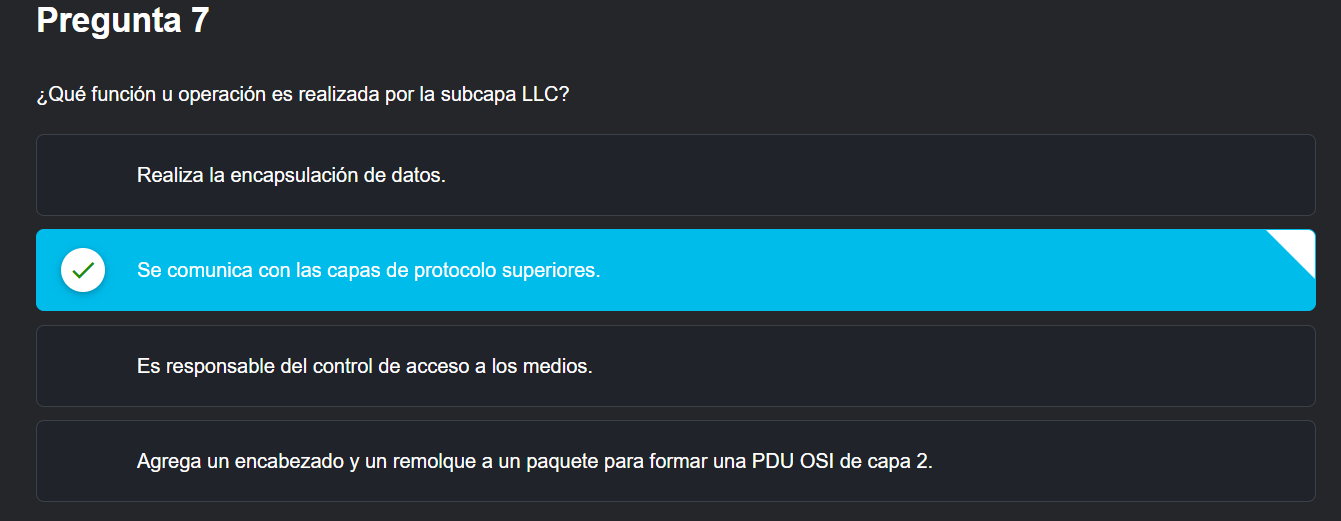 Pregunta 7
¿Qué función u operación es realizada por la subcapa LLC?
Realiza la encapsulación de datos.
Se comunica con las capas de protocolo superiores.
Es responsable del control de acceso a los medios.
Agrega un encabezado y un remolque a un paquete para formar una PDU OSI de capa 2.